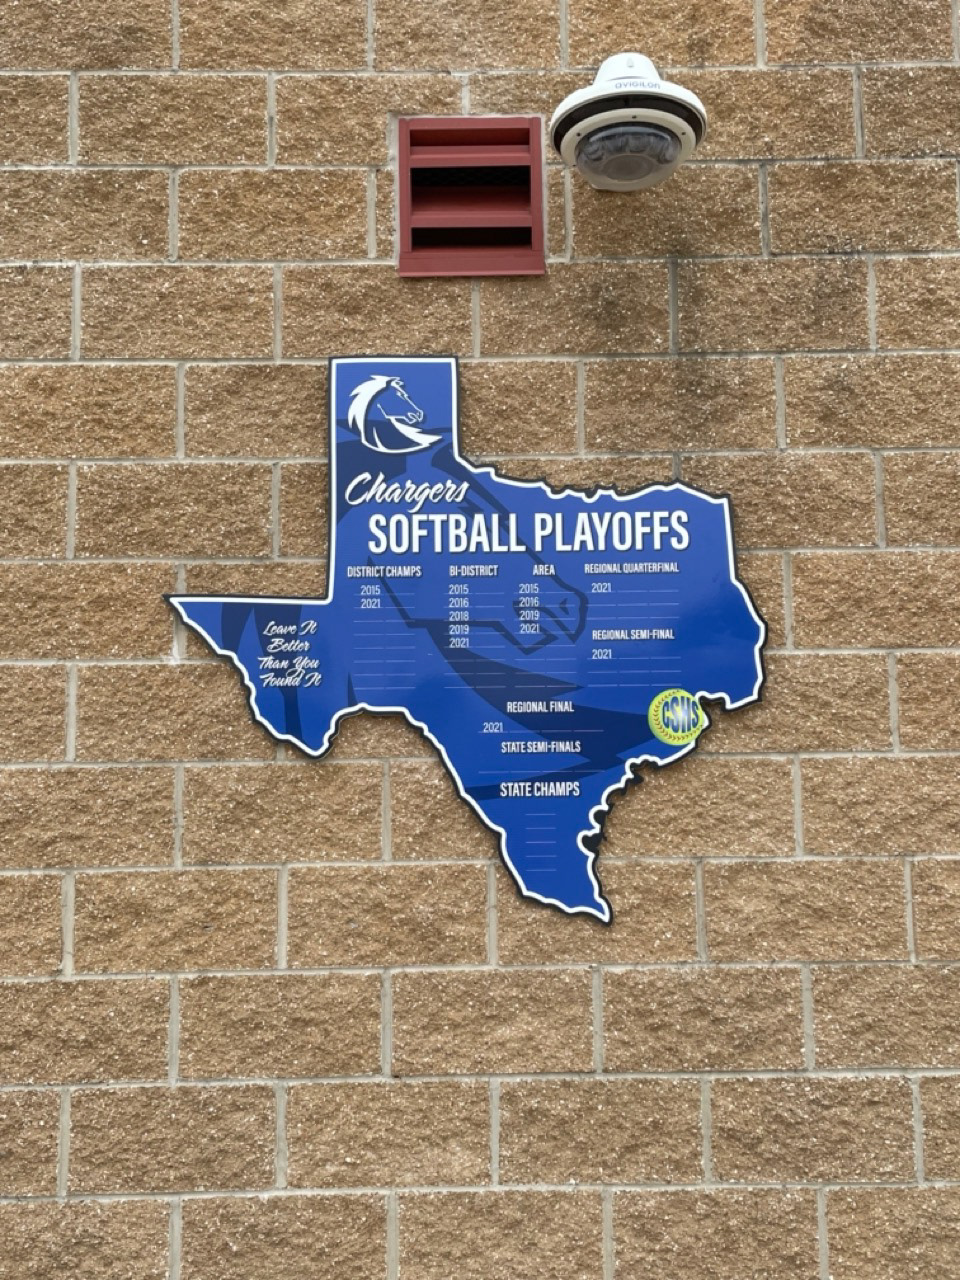 avigilon
Chargers
SOFTBALL PLAYOFFS
DISTRICT CHAMPS
2015
2021
BI-DISTRICT
2015
2016
2018
2019
2021
AREA
2015
2016
2019
2021
REGIONAL QUARTERFINAL
2021
REGIONAL SEMI-FINAL
2021
Leave It
Better
Than You
Found It
REGIONAL FINAL
2021
CSHS
STATE SEMI-FINALS
STATE CHAMPS